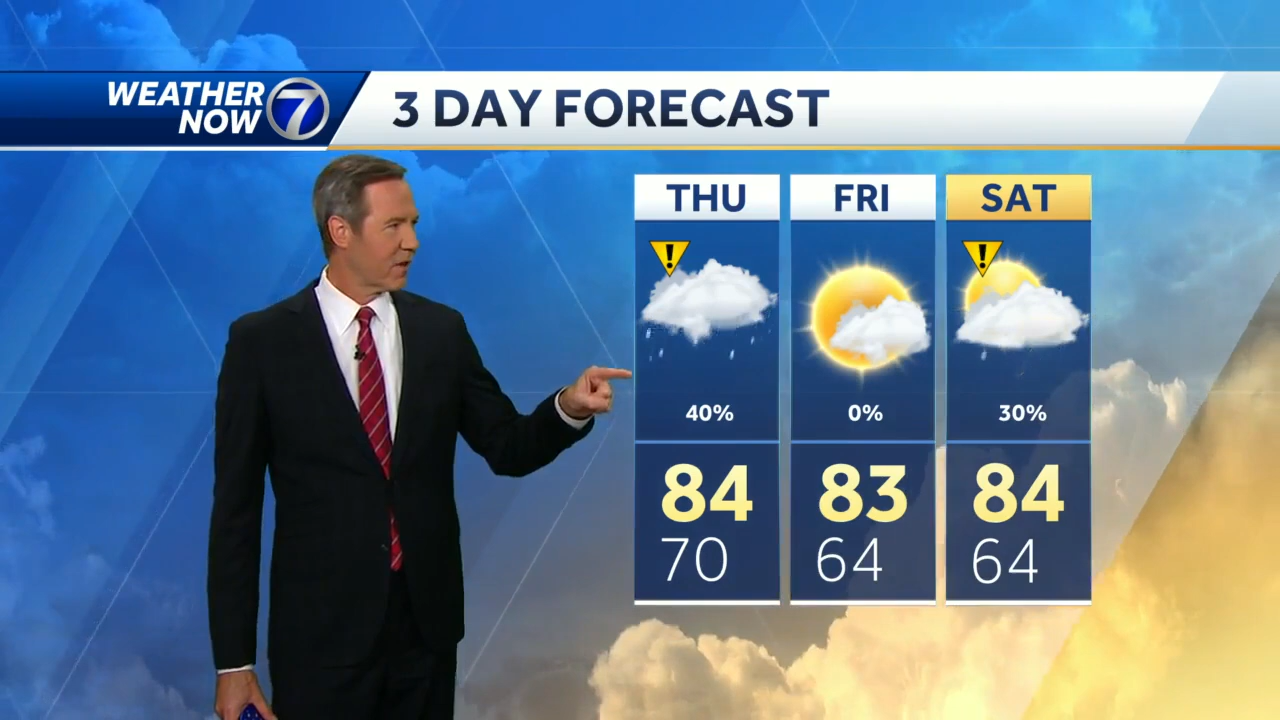 WEATHER
NOW 7
3 DAY FORECAST
THU FRI SAT
! !
40% 0% 30%
84 83 84
70 64 64